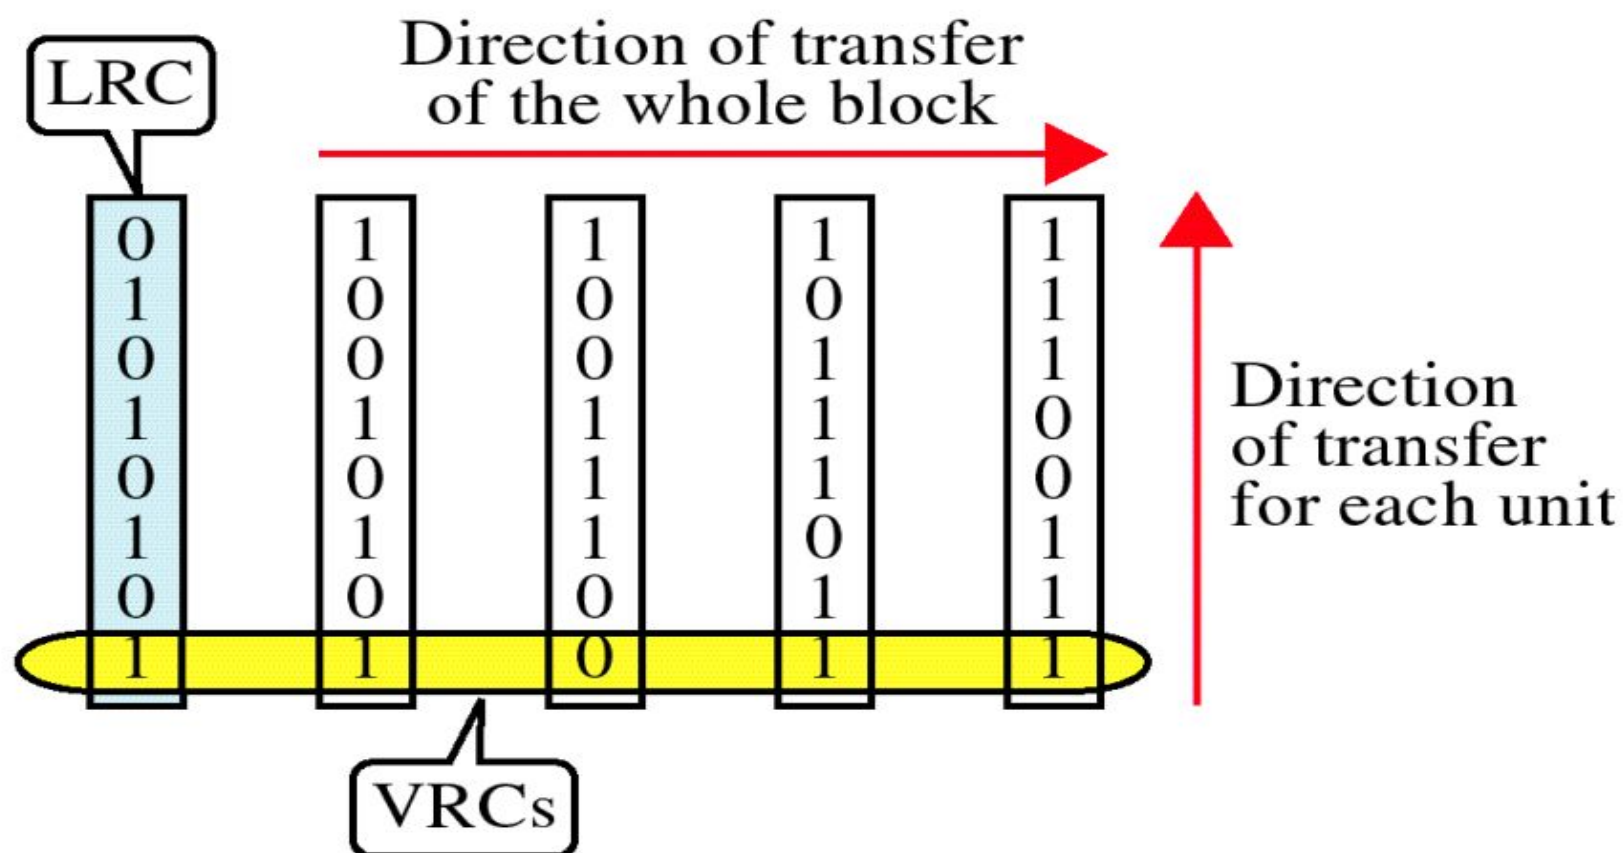 LRC
Direction of transfer
of the whole block
0 1 1 1 1
1 0 0 0 1
0 0 0 1 1
1 1 1 1 0
0 0 1 1 0
1 1 1 0 1
0 0 0 1 1
1 1 0 1 1
Direction
of transfer
for each unit
VRCs